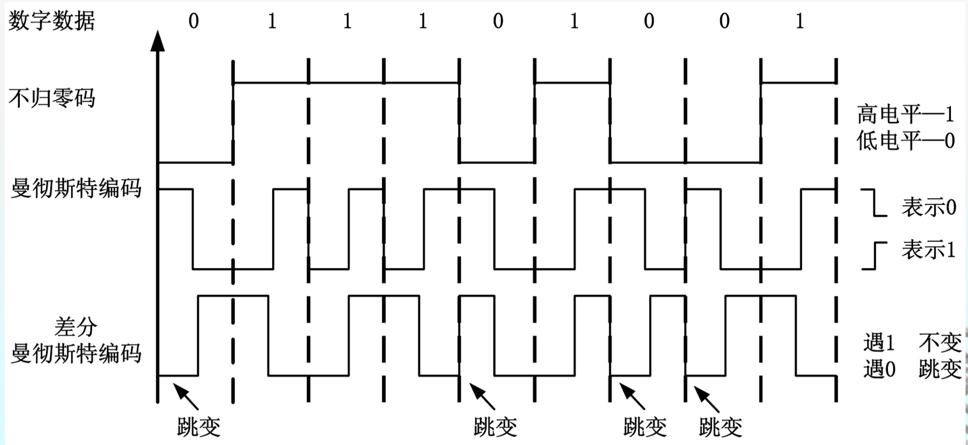 数字数据 0 1 1 1 0 1 0 0 1
不归零码
高电平—1
低电平—0
曼彻斯特编码
表示0
表示1
差分
曼彻斯特编码
遇1 不变
遇0 跳变
跳变 跳变 跳变 跳变